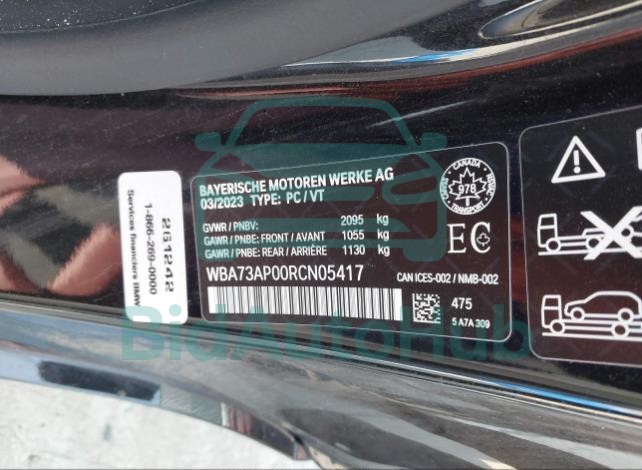 BAYERISCHE MOTOREN WERKE AG
03/2023 TYPE: PC/VT
GVWR / PNBV: 2095 kg
GAWR / PNBE: FRONT / AVANT 1055 kg
GAWR / PNBE: REAR / ARRIÈRE 1130 kg
WBA73AP00RCN05417
CANADA
978
TRANSPORT
EC
CAN ICES-002 / NMB-002
475
5 A7A 309
251242
1-866-269-0000
Services financiers BMW
BidAutoHub